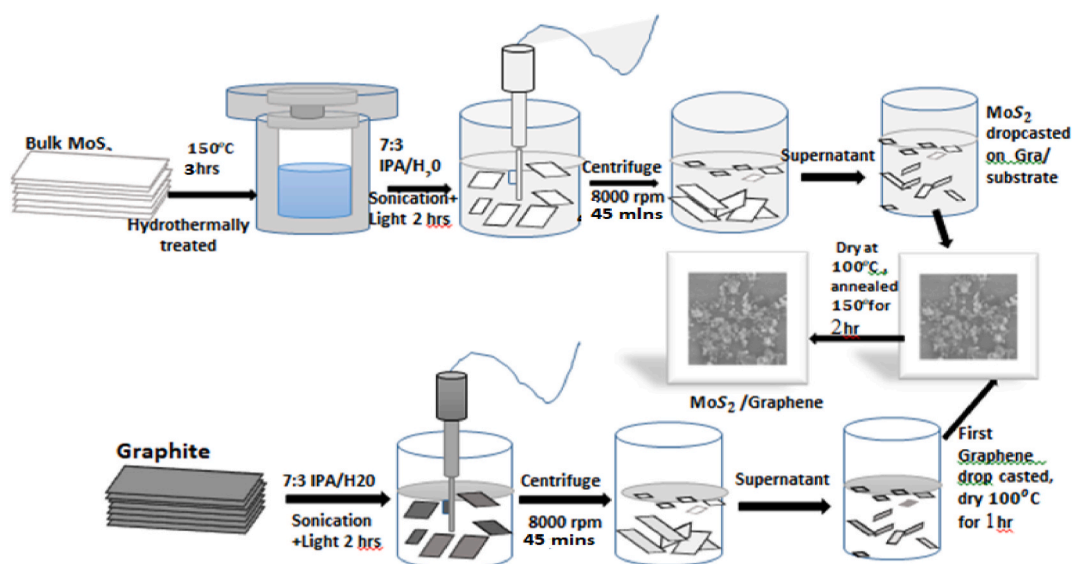 Bulk MoS
150°C
3hrs
Hydrothermally
treated
7:3
IPA/H₂0
Sonication+
Light 2 hrs
Centrifuge
8000 rpm
45 mIns
Supernatant
MoS₂
dropcasted
on Gra/
substrate
Dry at
100°C,
annealed
150°for
2hr
MoS₂ /Graphene
Graphite
7:3 IPA/H20
Sonication
+Light 2 hrs
Centrifuge
8000 rpm
45 mins
Supernatant
First
Graphene
drop casted,
dry 100°C
for 1hr